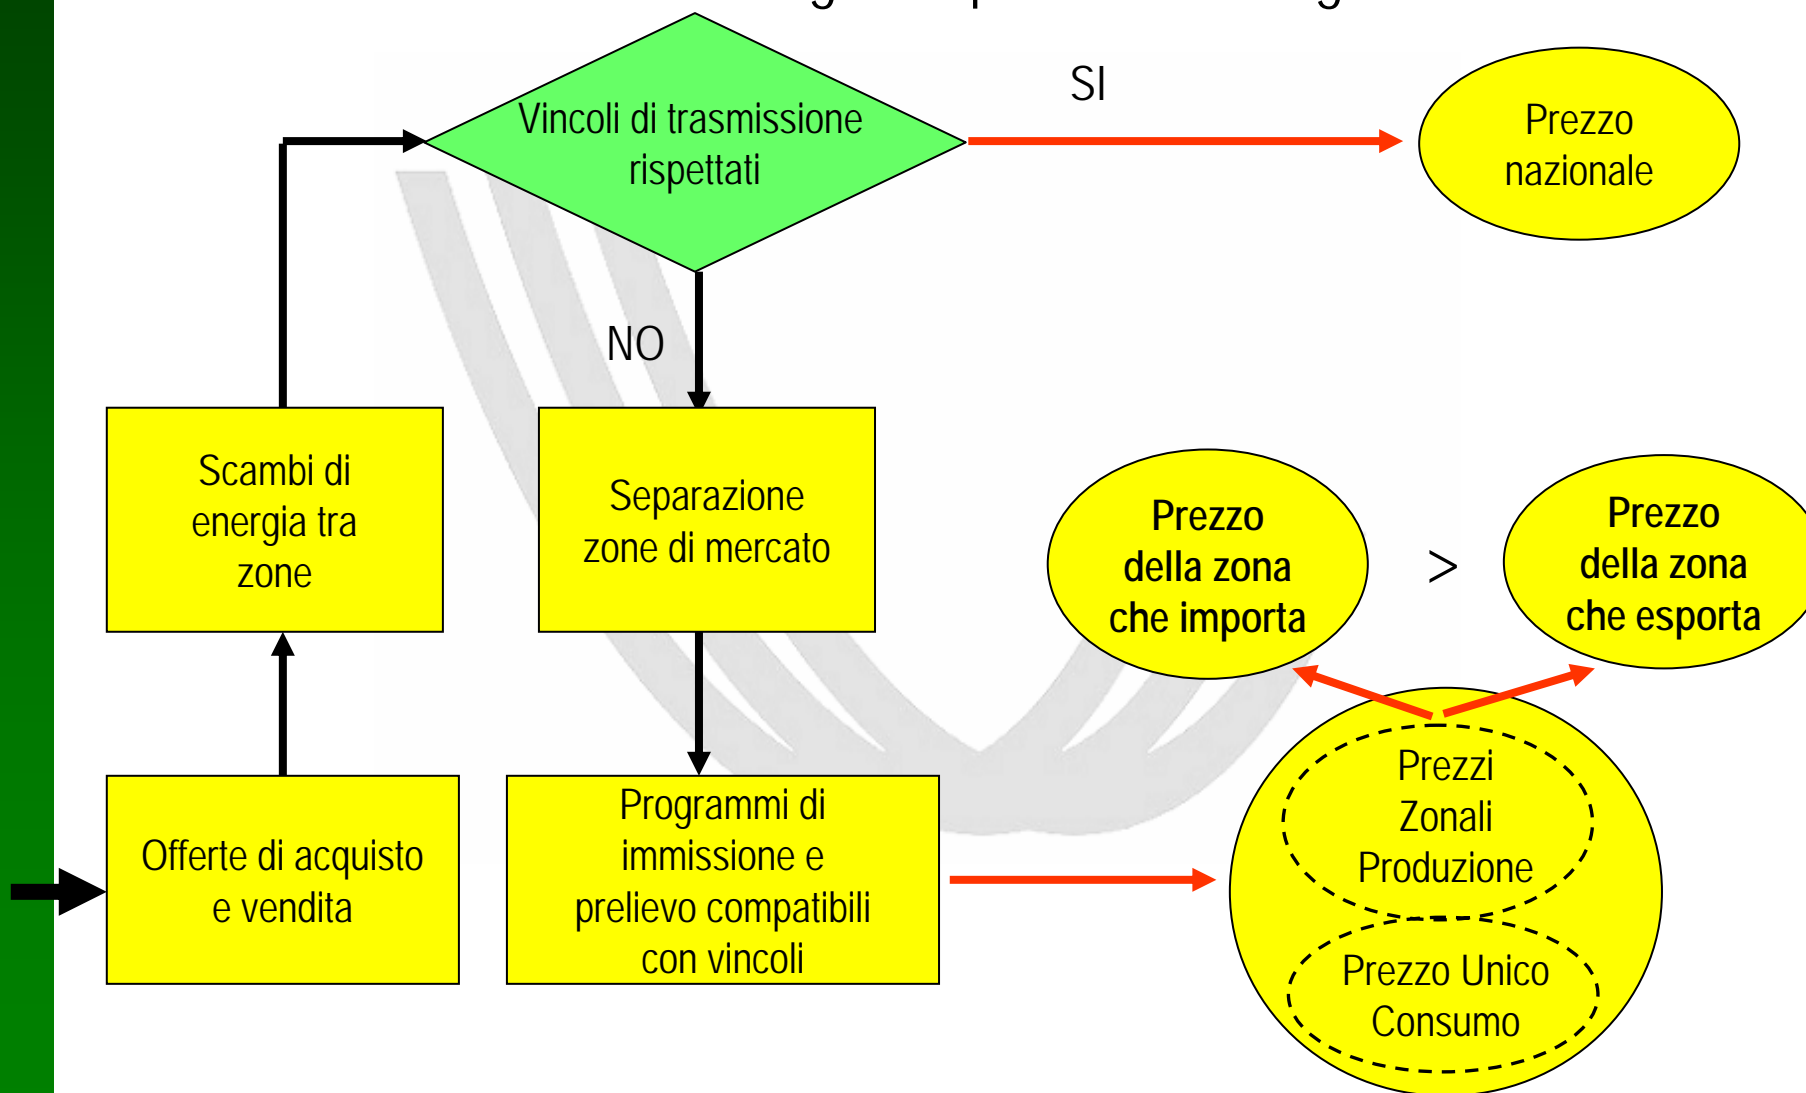 Vincoli di trasmissione
rispettati
SI
Prezzo
nazionale
NO
Scambi di
energia tra
zone
Separazione
zone di mercato
Prezzo
della zona
che importa
>
Prezzo
della zona
che esporta
Offerte di acquisto
e vendita
Programmi di
immissione e
prelievo compatibili
con vincoli
Prezzi
Zonali
Produzione
Prezzo Unico
Consumo